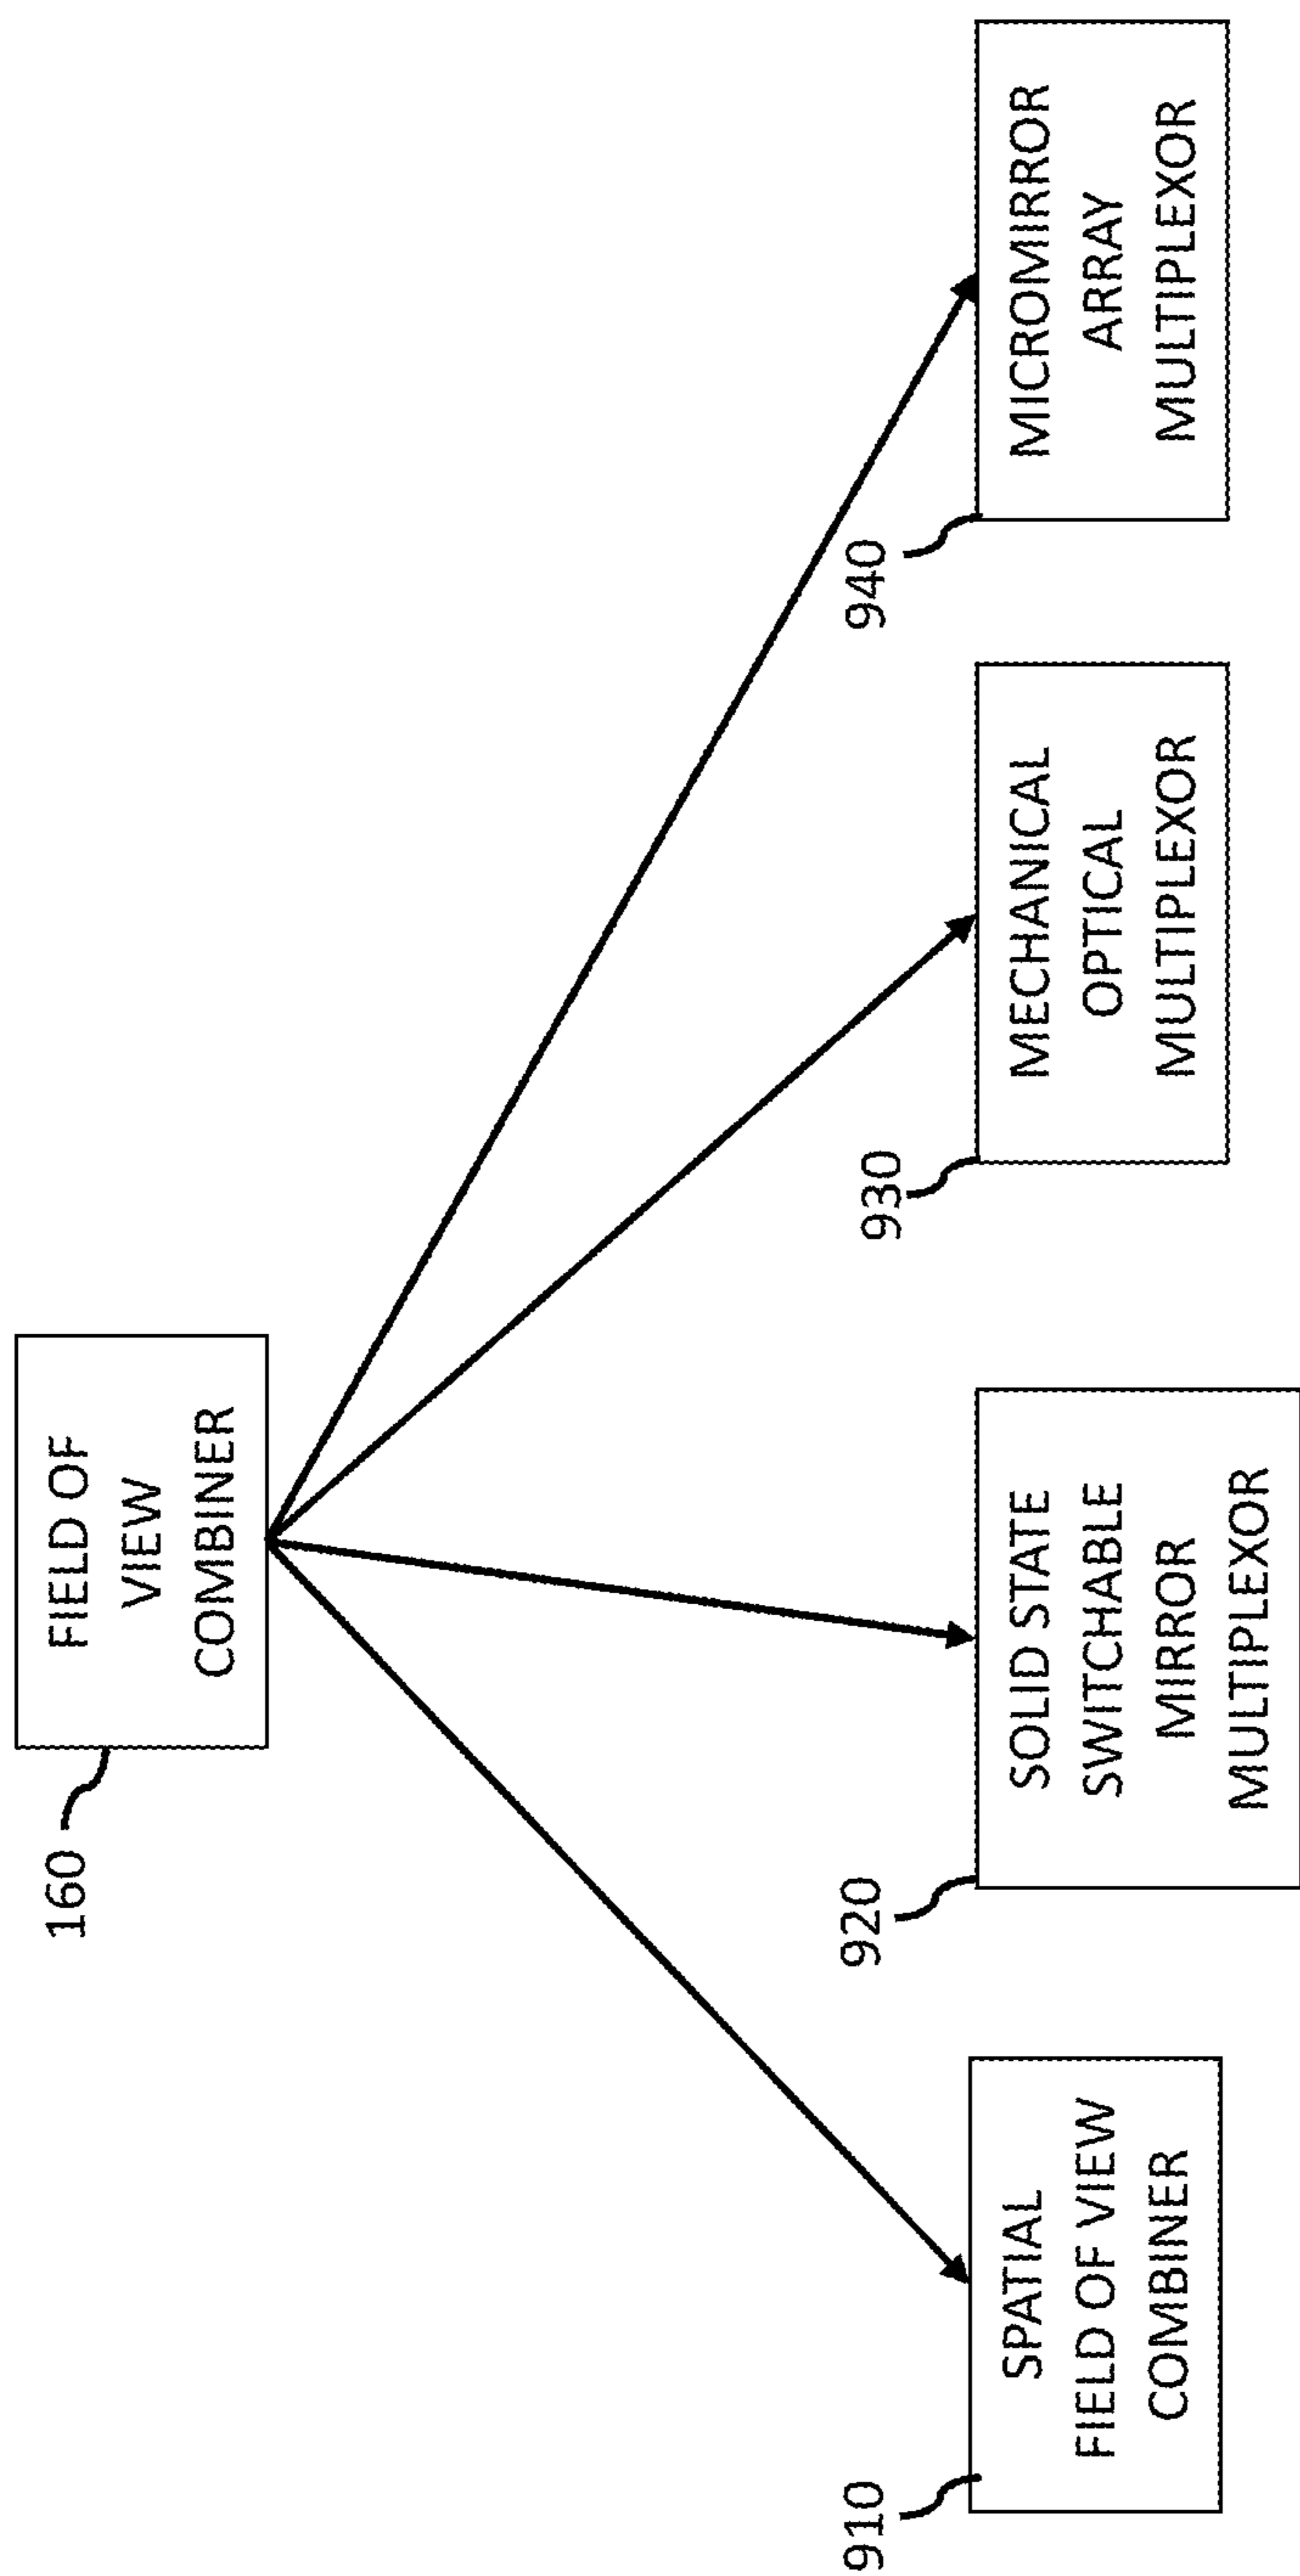 160
FIELD OF
VIEW
COMBINER
910
SPATIAL
FIELD OF VIEW
COMBINER
920
SOLID STATE
SWITCHABLE
MIRROR
MULTIPLEXOR
930
MECHANICAL
OPTICAL
MULTIPLEXOR
940
MICROMIRROR
ARRAY
MULTIPLEXOR